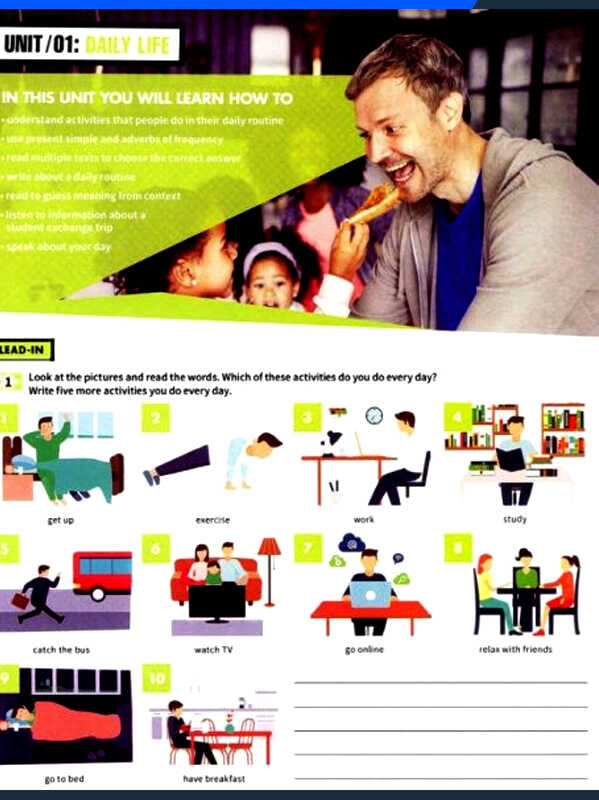 UNIT/01: DAILY LIFE
IN THIS UNIT YOU WILL LEARN HOW TO
• understand activities that people do in their daily routine
• use present simple and adverbs of frequency
• read multiple texts to choose the correct answer
• write about a daily routine
• read to guess meaning from context
• listen to information about a
student exchange trip
• speak about your day
LEAD-IN
1 Look at the pictures and read the words. Which of these activities do you do every day?
Write five more activities you do every day.
1 2 3 4
get up exercise work study
5 6 7 8
catch the bus watch TV go online relax with friends
9 10
go to bed have breakfast